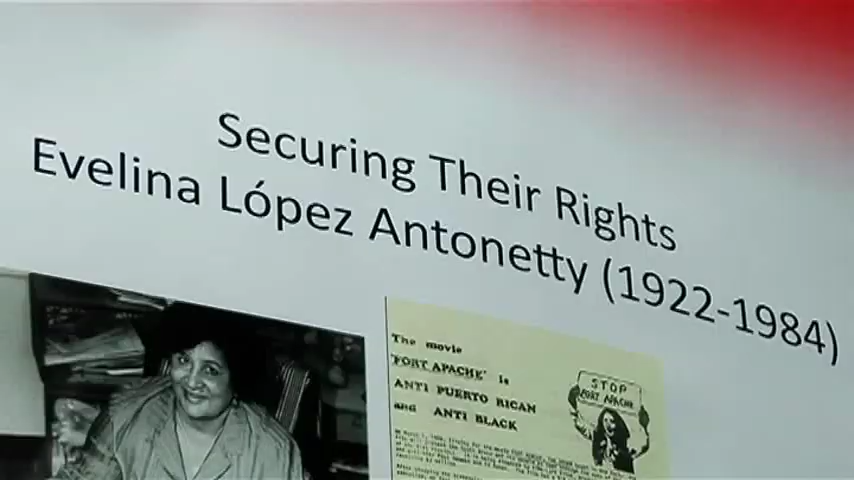 Securing Their Rights
Evelina López Antonetty (1922-1984)
The movie
'FORT APACHE' is
ANTI PUERTO RICAN
and ANTI BLACK
STOP
FORT APACHE